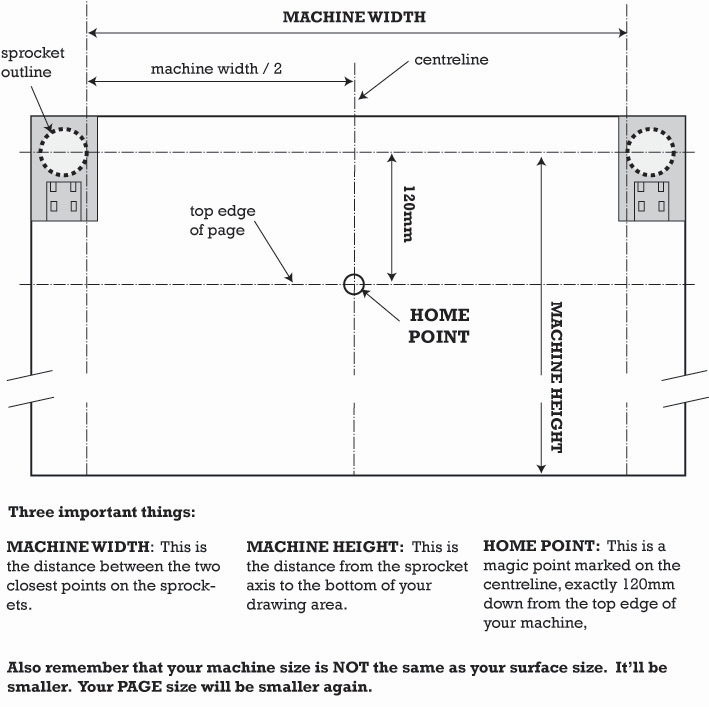 MACHINE WIDTH
sprocket
outline
machine width / 2
centreline
120mm
top edge
of page
HOME
POINT
MACHINE HEIGHT
Three important things:
MACHINE WIDTH: This is
the distance between the two
closest points on the sprock-
ets.
MACHINE HEIGHT: This is
the distance from the sprocket
axis to the bottom of your
drawing area.
HOME POINT: This is a
magic point marked on the
centreline, exactly 120mm
down from the top edge of
your machine,
Also remember that your machine size is NOT the same as your surface size. It'll be
smaller. Your PAGE size will be smaller again.